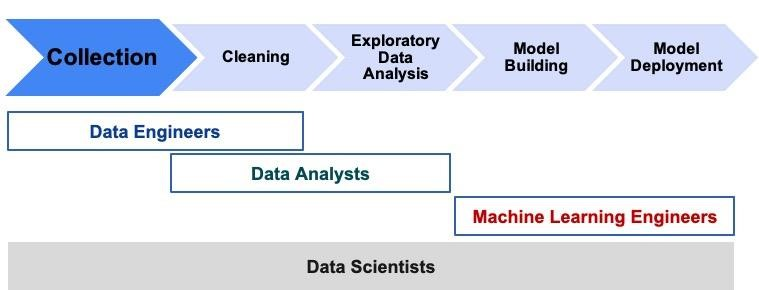 Collection
Cleaning
Exploratory
Data
Analysis
Model
Building
Model
Deployment
Data Engineers
Data Analysts
Machine Learning Engineers
Data Scientists